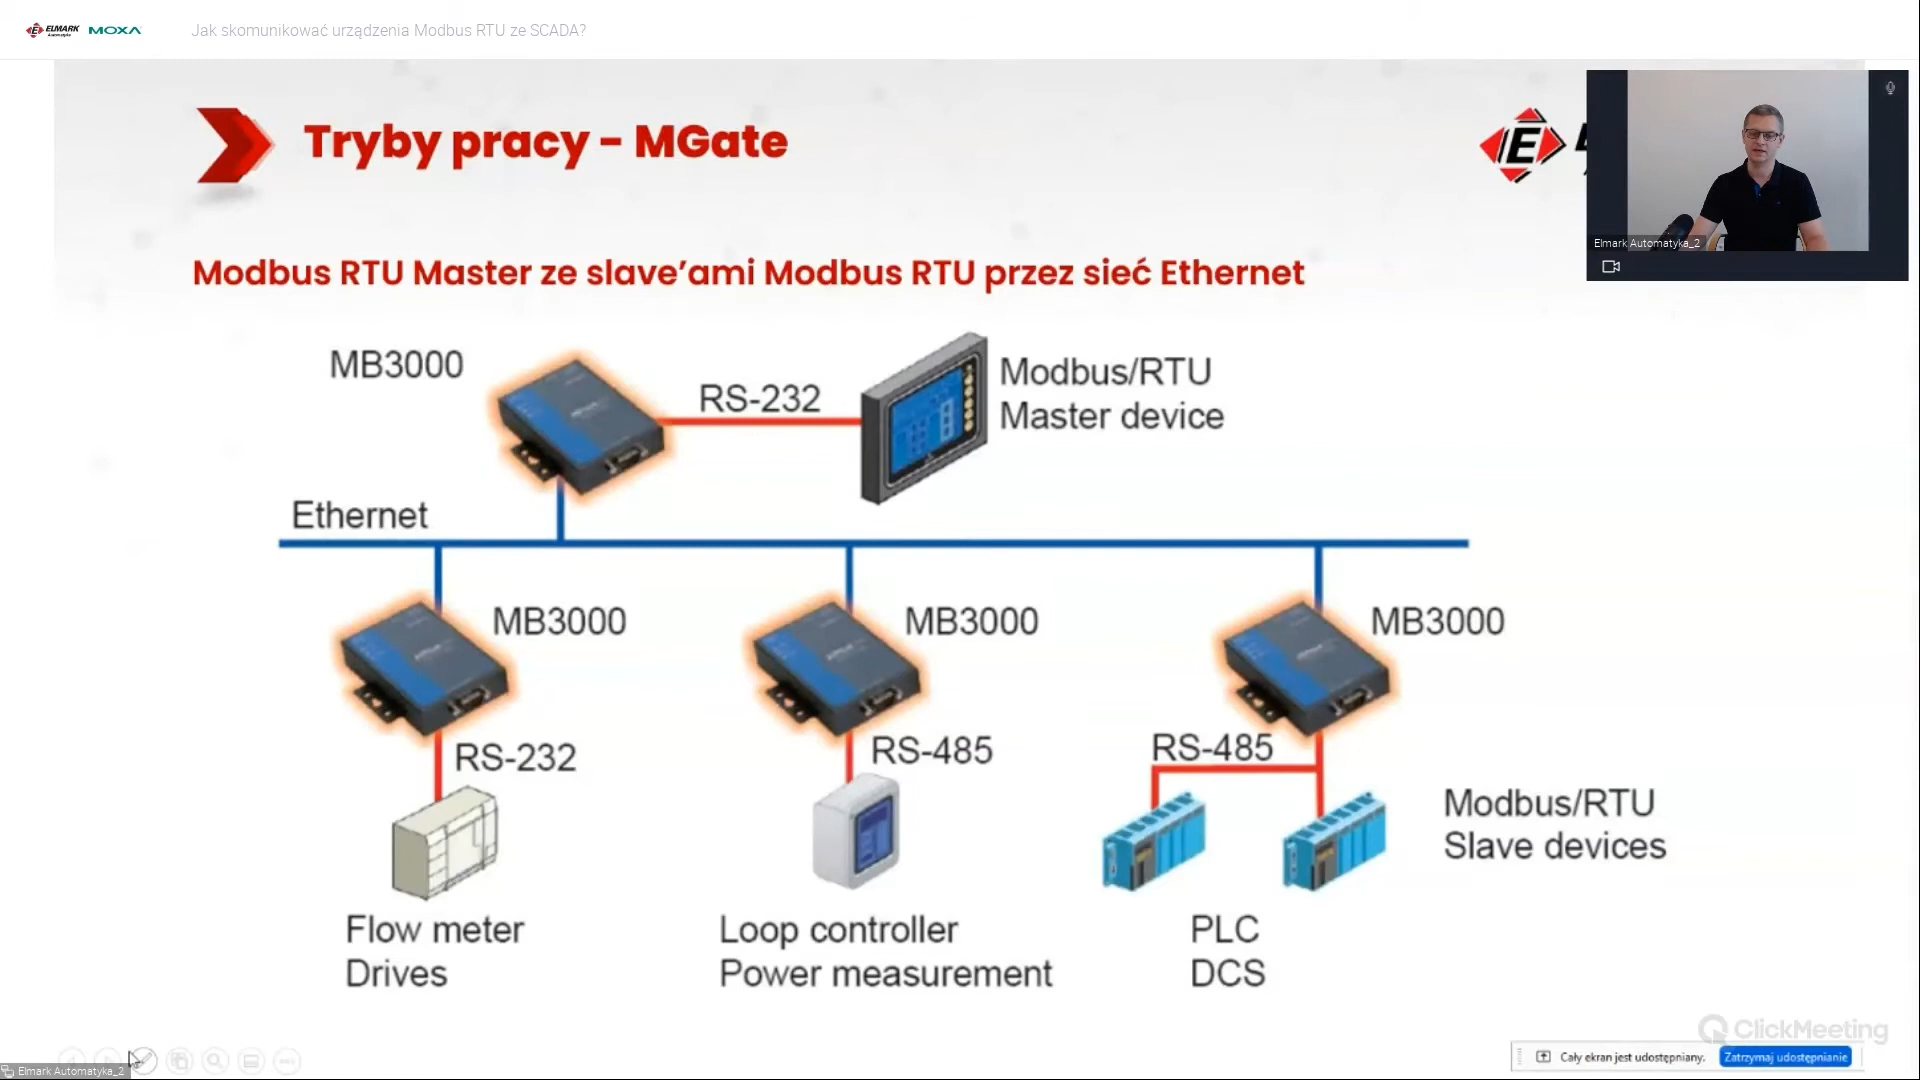 ELMARK
Automatyka
MOXA
Jak skomunikować urządzenia Modbus RTU ze SCADA?
Tryby pracy - MGate
E
Elmark Automatyka_2
Modbus RTU Master ze slave’ami Modbus RTU przez sieć Ethernet
MB3000
RS-232
Modbus/RTU
Master device
Ethernet
MB3000
MB3000
MB3000
RS-232
RS-485
RS-485
Modbus/RTU
Slave devices
Flow meter
Drives
Loop controller
Power measurement
PLC
DCS
ClickMeeting
Cały ekran jest udostępniany.
Zatrzymaj udostępnianie
Elmark Automatyka_2